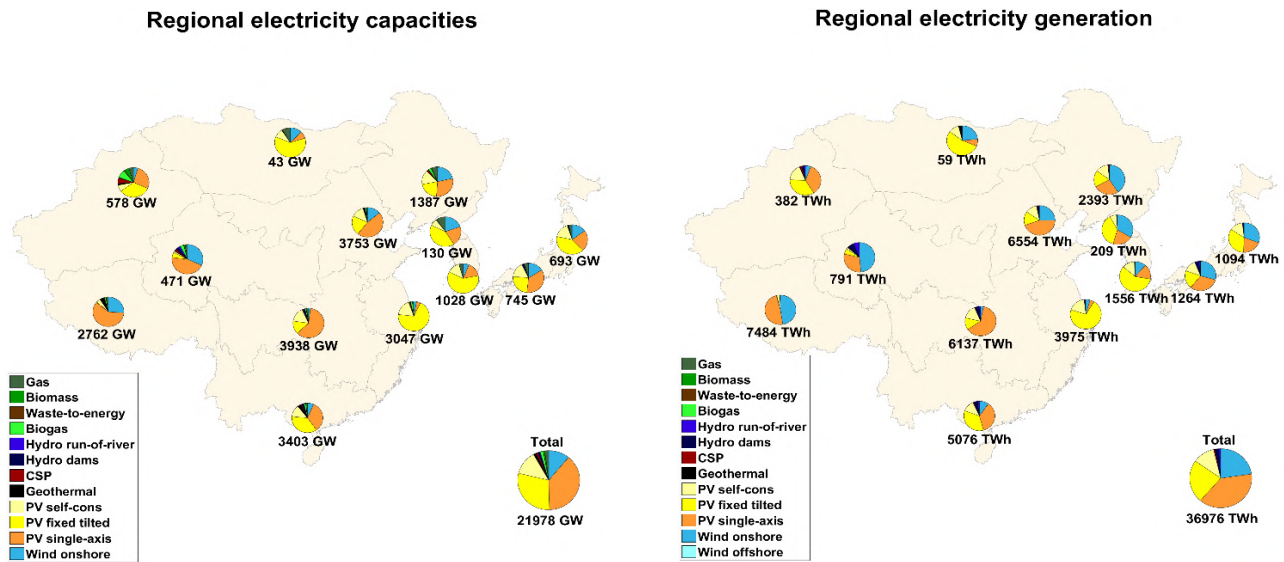 Regional electricity capacities
43 GW
578 GW
1387 GW
3753 GW
130 GW
693 GW
471 GW
1028 GW
745 GW
2762 GW
3938 GW
3047 GW
3403 GW
Gas
Biomass
Waste-to-energy
Biogas
Hydro run-of-river
Hydro dams
CSP
Geothermal
PV self-cons
PV fixed tilted
PV single-axis
Wind onshore
Total
21978 GW
Regional electricity generation
59 TWh
382 TWh
2393 TWh
6554 TWh
209 TWh
1094 TWh
791 TWh
1556 TWh
1264 TWh
7484 TWh
6137 TWh
3975 TWh
5076 TWh
Gas
Biomass
Waste-to-energy
Biogas
Hydro run-of-river
Hydro dams
CSP
Geothermal
PV self-cons
PV fixed tilted
PV single-axis
Wind onshore
Wind offshore
Total
36976 TWh